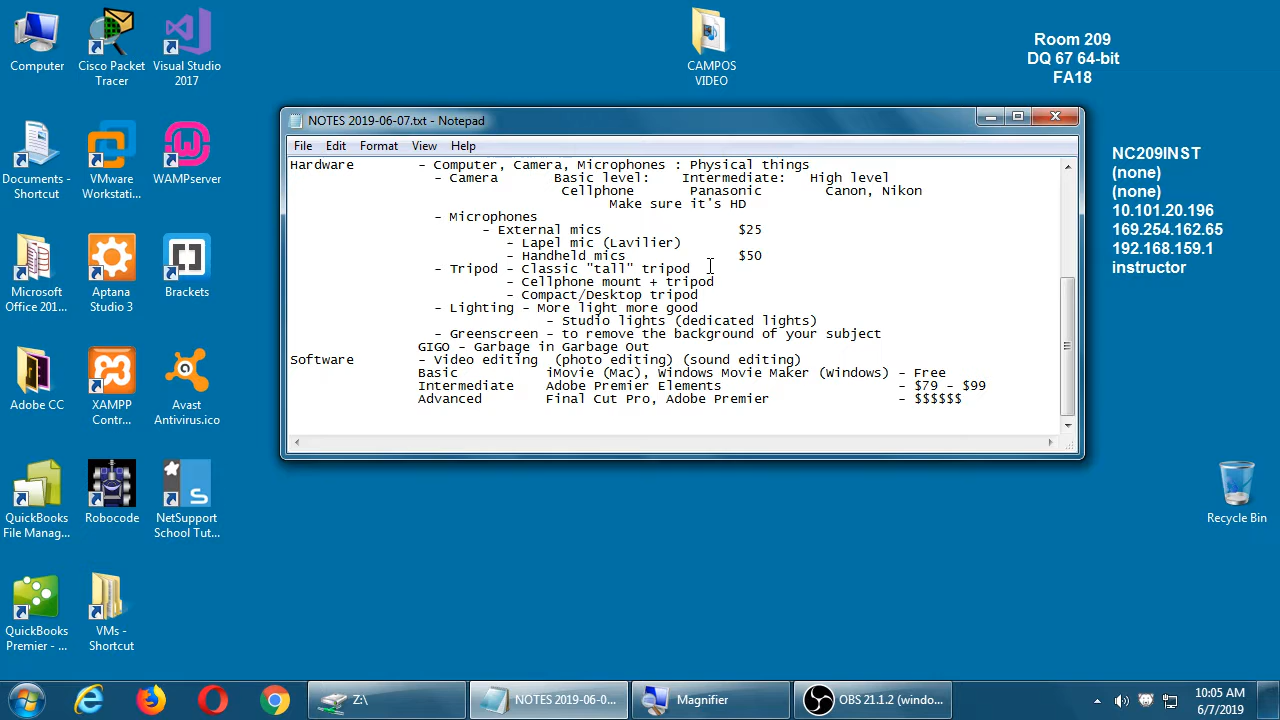 Computer
Cisco Packet
Tracer
Visual Studio
2017
CAMPOS
VIDEO
Room 209
DQ 67 64-bit
FA18
Documents -
Shortcut
VMware
Workstati...
WAMPserver
NC209INST
(none)
(none)
10.101.20.196
169.254.162.65
192.168.159.1
instructor
Microsoft
Office 201...
Aptana
Studio 3
Brackets
Adobe CC
XAMPP
Contr...
Avast
Antivirus.ico
QuickBooks
File Manag...
Robocode
NetSupport
School Tut...
QuickBooks
Premier - ...
VMs -
Shortcut
Recycle Bin
NOTES 2019-06-07.txt - Notepad
File Edit Format View Help
Hardware - Computer, Camera, Microphones : Physical things
- Camera Basic level: Intermediate: High level
Cellphone Panasonic Canon, Nikon
Make sure it's HD
- Microphones
- External mics $25
- Lapel mic (Lavilier)
- Handheld mics $50
- Tripod - Classic "tall" tripod
- Cellphone mount + tripod
- Compact/Desktop tripod
- Lighting - More light more good
- Studio lights (dedicated lights)
- Greenscreen - to remove the background of your subject
GIGO - Garbage in Garbage Out
Software - Video editing (photo editing) (sound editing)
Basic iMovie (Mac), Windows Movie Maker (Windows) - Free
Intermediate Adobe Premier Elements - $79 - $99
Advanced Final Cut Pro, Adobe Premier - $$$$$$
Z:\
NOTES 2019-06-0...
Magnifier
OBS 21.1.2 (windo...
10:05 AM
6/7/2019